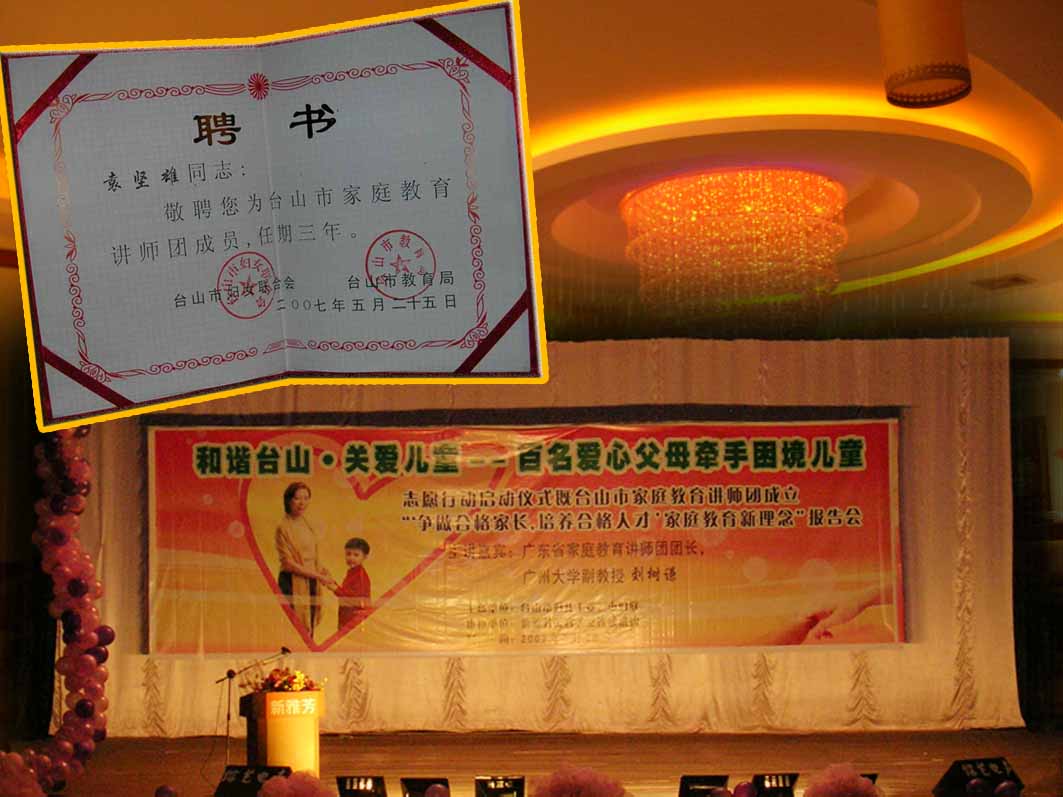 聘书
袁坚雄同志：
敬聘您为台山市家庭教育
讲师团成员，任期三年。
台山市妇女联合会 台山市教育局
二00七年五月二十五日
和谐台山·关爱儿童--百名爱心父母牵手困境儿童
志愿行动启动仪式既台山市家庭教育讲师团成立
“‘争做合格家长，培养合格人才’家庭教育新理念”报告会
主讲嘉宾：广东省家庭教育讲师团团长，
广州大学副教授 刘树谦
新雅芳